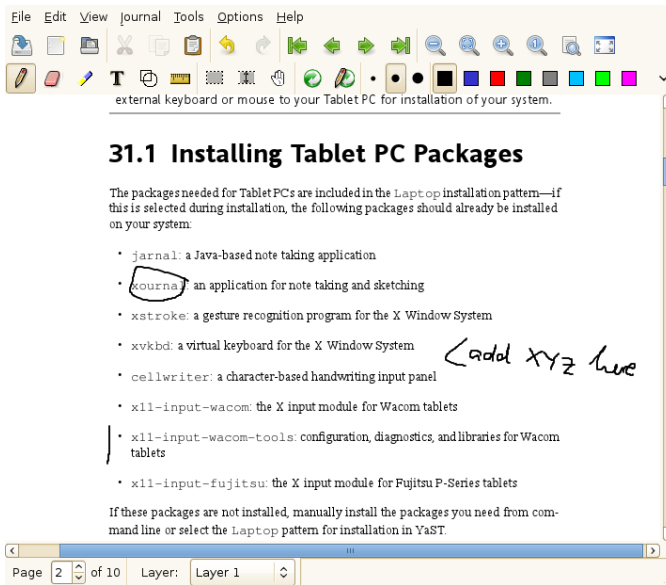 File Edit View Journal Tools Options Help
T
external keyboard or mouse to your Tablet PC for installation of your system.
31.1 Installing Tablet PC Packages
The packages needed for Tablet PCs are included in the Laptop installation pattern—if
this is selected during installation, the following packages should already be installed
on your system:
• jarnal: a Java-based note taking application
• xournal: an application for note taking and sketching
• xstroke: a gesture recognition program for the X Window System
• xvkbd: a virtual keyboard for the X Window System
<add XYZ here
• cellwriter: a character-based handwriting input panel
• x11-input-wacom: the X input module for Wacom tablets
• x11-input-wacom-tools: configuration, diagnostics, and libraries for Wacom
tablets
• x11-input-fujitsu: the X input module for Fujitsu P-Series tablets
If these packages are not installed, manually install the packages you need from com-
mand line or select the Laptop pattern for installation in YaST.
Page 2 of 10 Layer: Layer 1